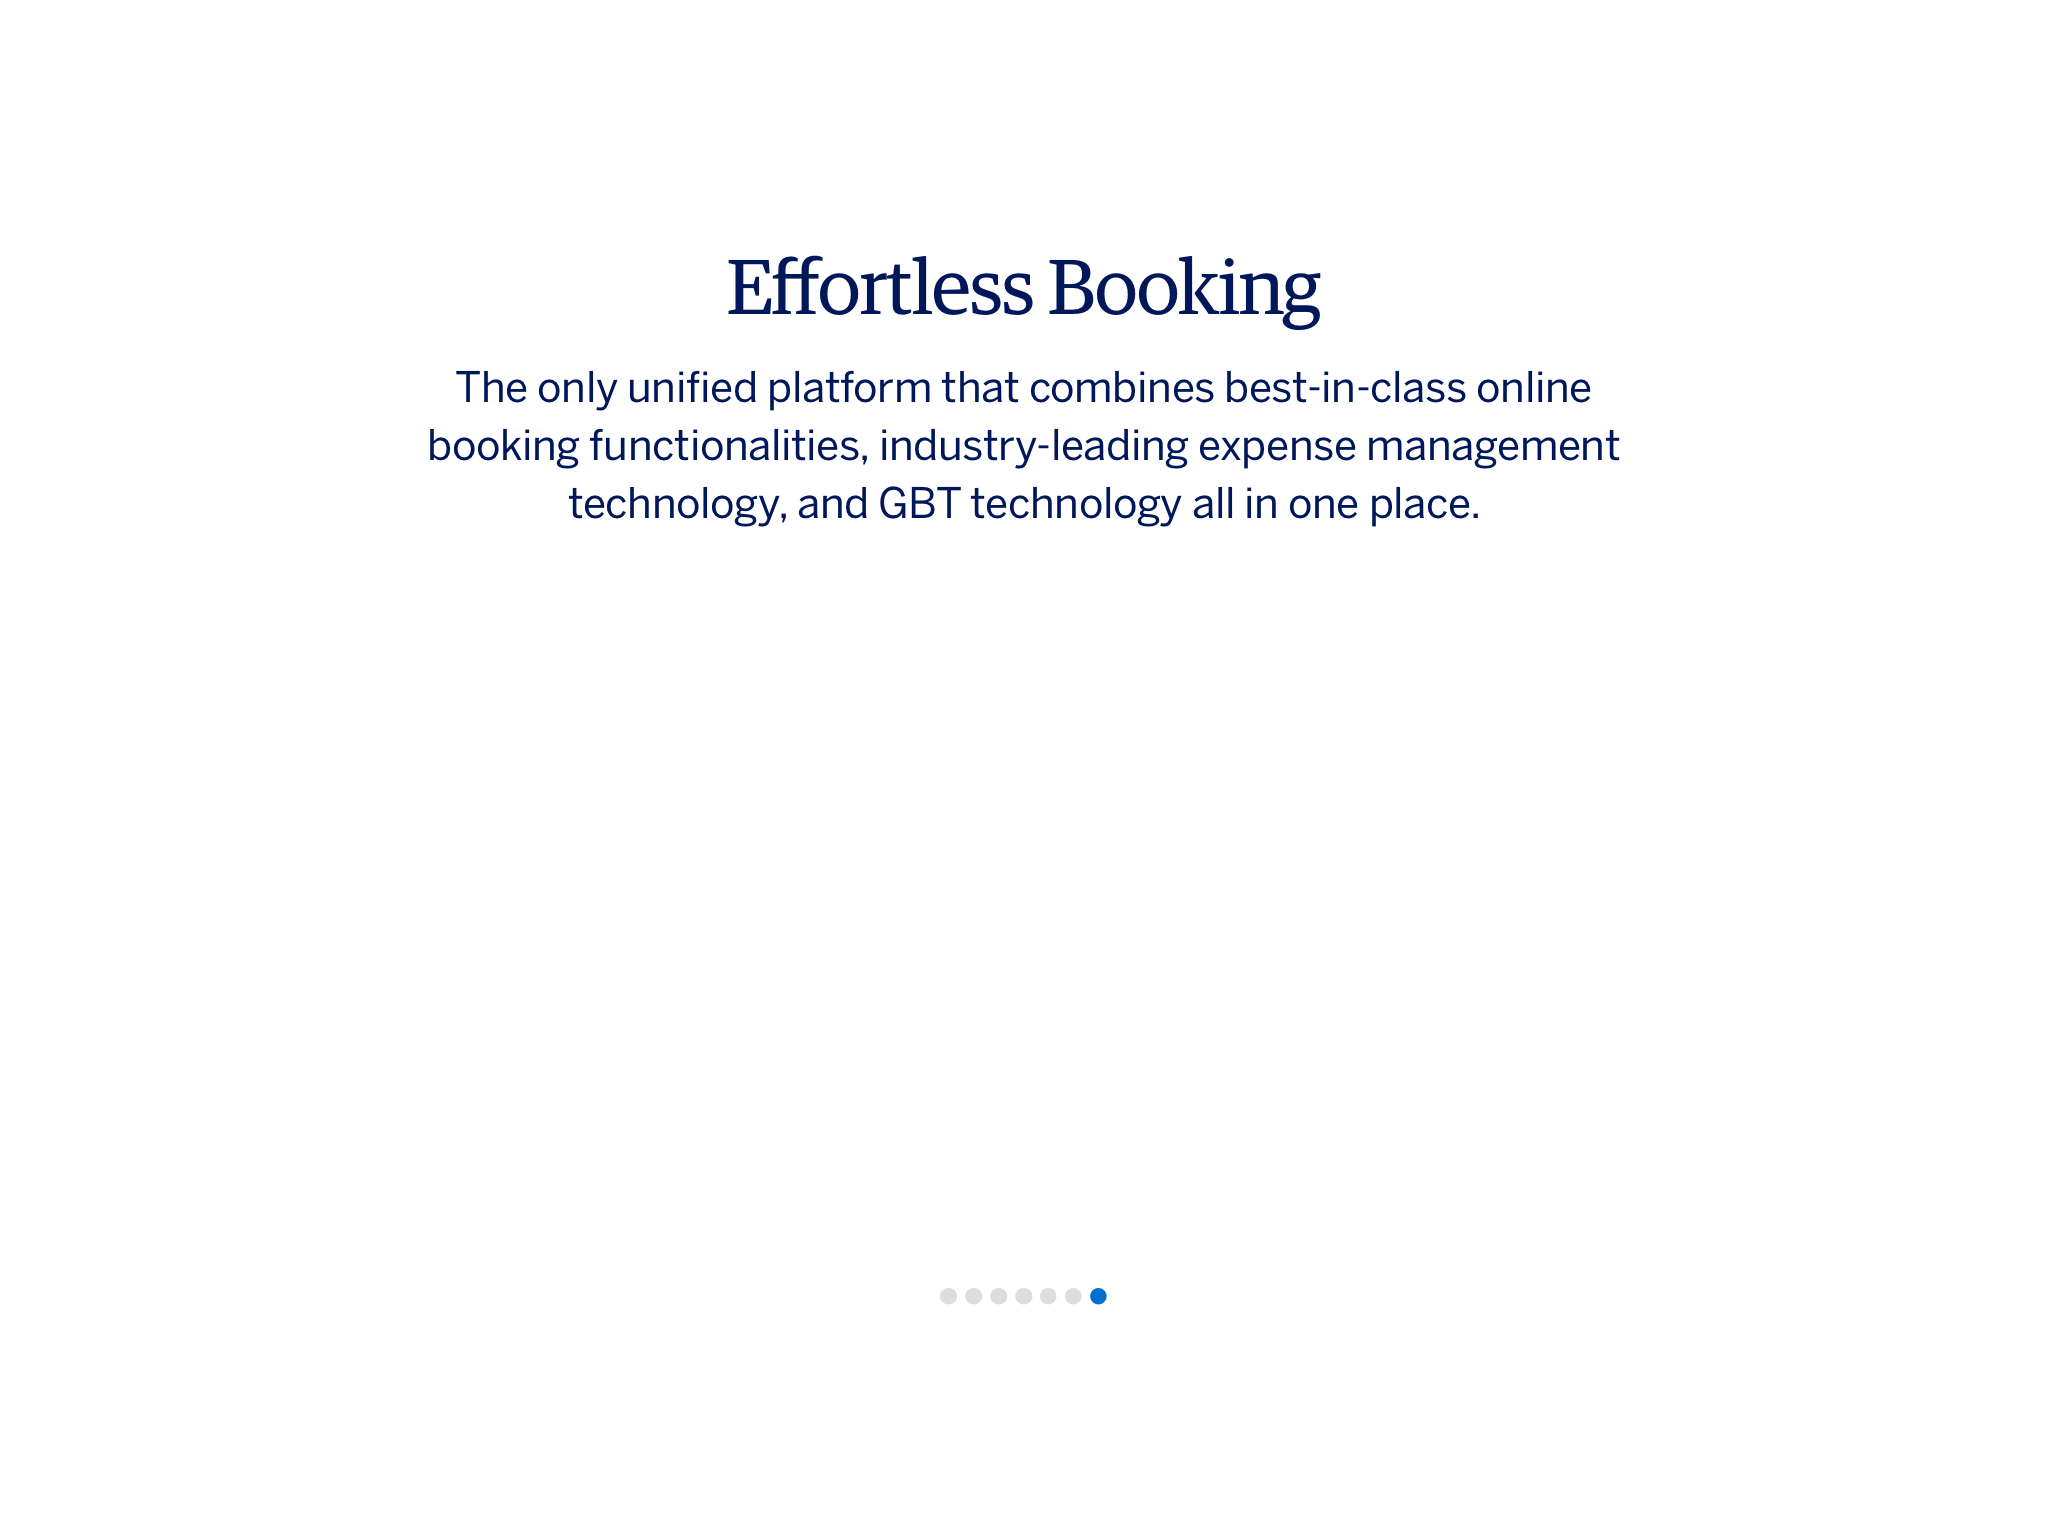 Effortless Booking
The only unified platform that combines best-in-class online
booking functionalities, industry-leading expense management
technology, and GBT technology all in one place.